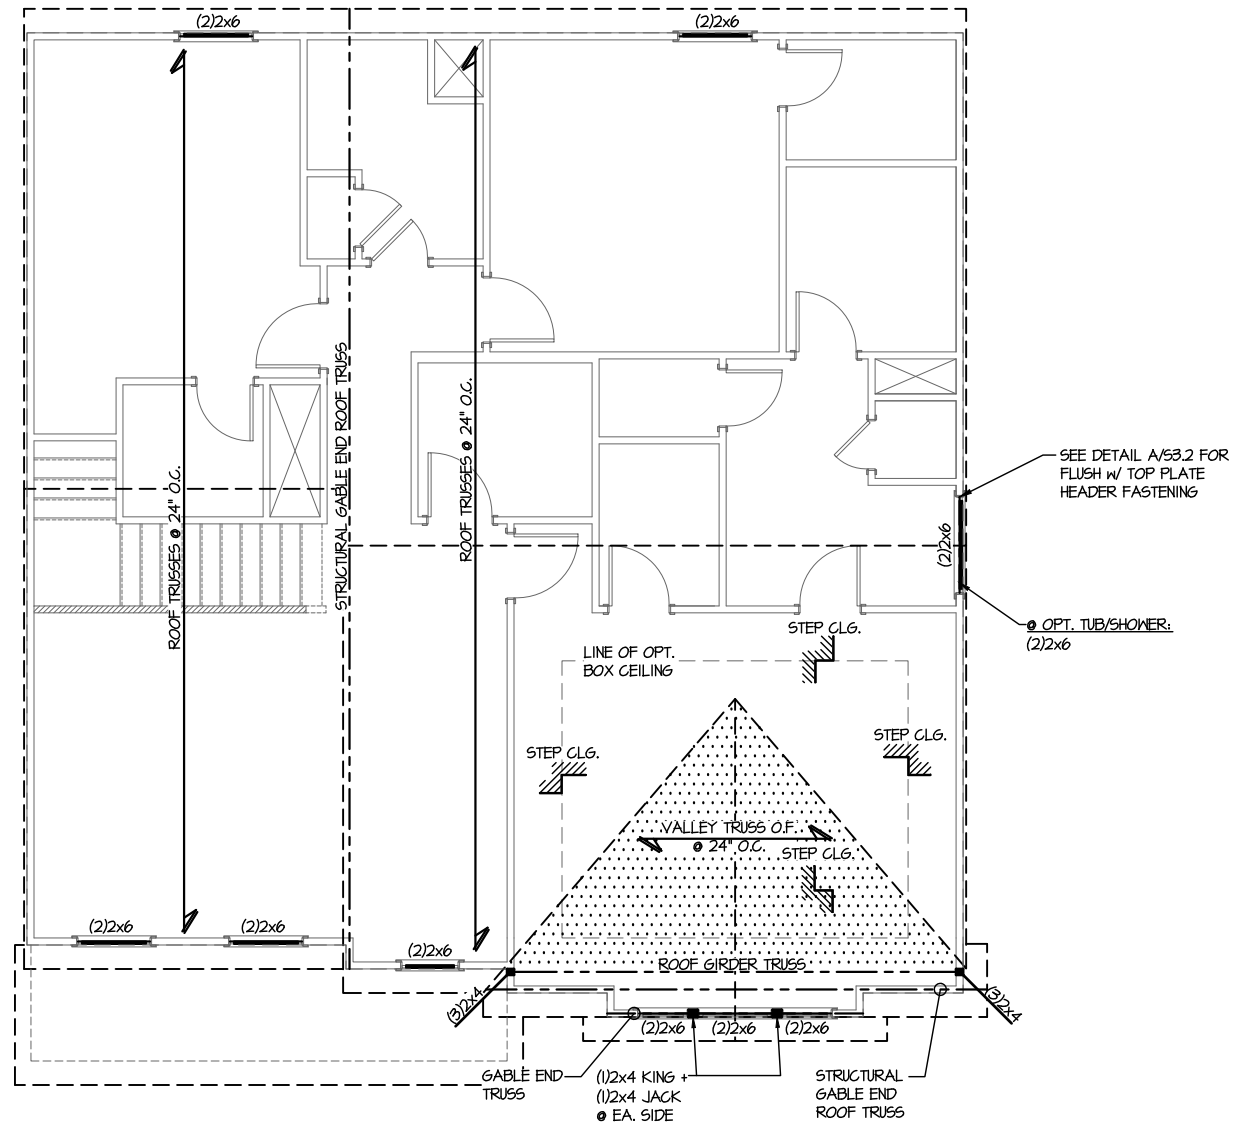 (2)2x6
(2)2x6
STRUCTURAL GABLE END ROOF TRUSS
ROOF TRUSSES @ 24" O.C.
ROOF TRUSSES @ 24" O.C.
SEE DETAIL A/S3.2 FOR
FLUSH w/ TOP PLATE
HEADER FASTENING
(2)2x6
@ OPT. TUB/SHOWER:
(2)2x6
STEP CLG.
LINE OF OPT.
BOX CEILING
STEP CLG.
STEP CLG.
VALLEY TRUSS O.F.
@ 24" O.C.
STEP CLG.
(2)2x6
(2)2x6
(2)2x6
ROOF GIRDER TRUSS
(3)2x4
(3)2x4
(2)2x6
(2)2x6
(2)2x6
GABLE END
TRUSS
(1)2x4 KING +
(1)2x4 JACK
@ EA. SIDE
STRUCTURAL
GABLE END
ROOF TRUSS